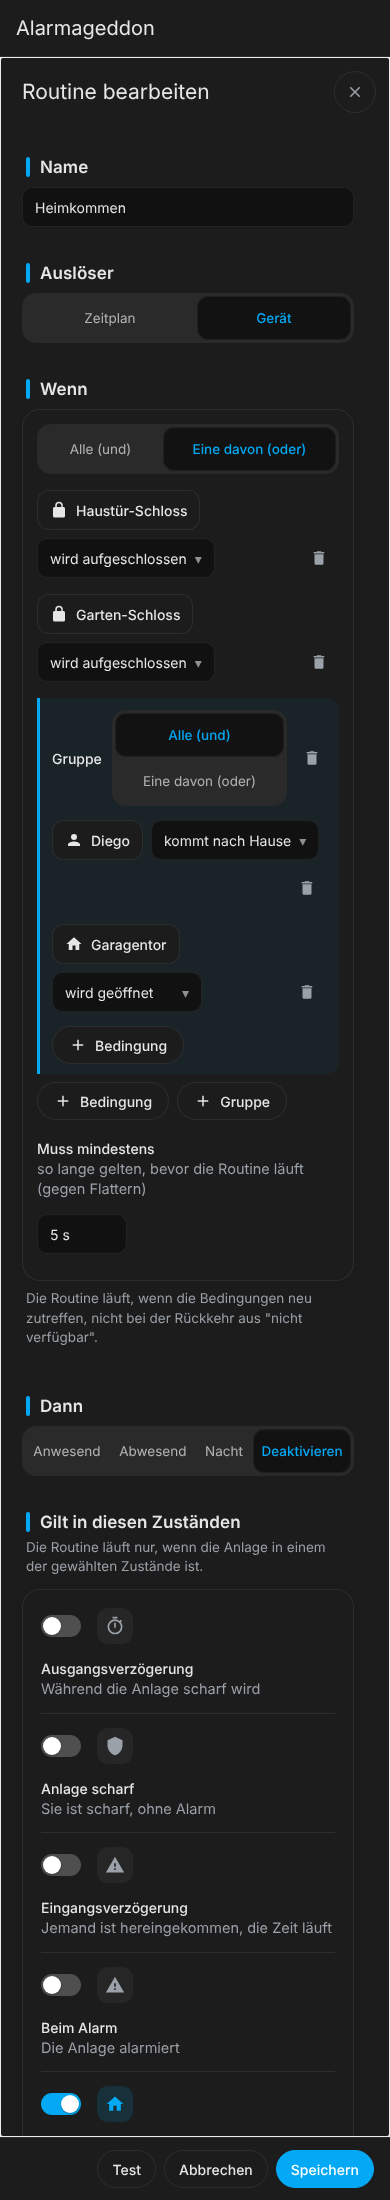 Alarmageddon
Routine bearbeiten
Name
Heimkommen
Auslöser
Zeitplan Gerät
Wenn
Alle (und) Eine davon (oder)
Haustür-Schloss
wird aufgeschlossen
Garten-Schloss
wird aufgeschlossen
Alle (und)
Gruppe
Eine davon (oder)
Diego kommt nach Hause
Garagentor
wird geöffnet
+ Bedingung
+ Bedingung + Gruppe
Muss mindestens
so lange gelten, bevor die Routine läuft
(gegen Flattern)
5 s
Die Routine läuft, wenn die Bedingungen neu
zutreffen, nicht bei der Rückkehr aus "nicht
verfügbar".
Dann
Anwesend Abwesend Nacht Deaktivieren
Gilt in diesen Zuständen
Die Routine läuft nur, wenn die Anlage in einem
der gewählten Zustände ist.
Ausgangsverzögerung
Während die Anlage scharf wird
Anlage scharf
Sie ist scharf, ohne Alarm
Eingangsverzögerung
Jemand ist hereingekommen, die Zeit läuft
Beim Alarm
Die Anlage alarmiert
Test Abbrechen Speichern